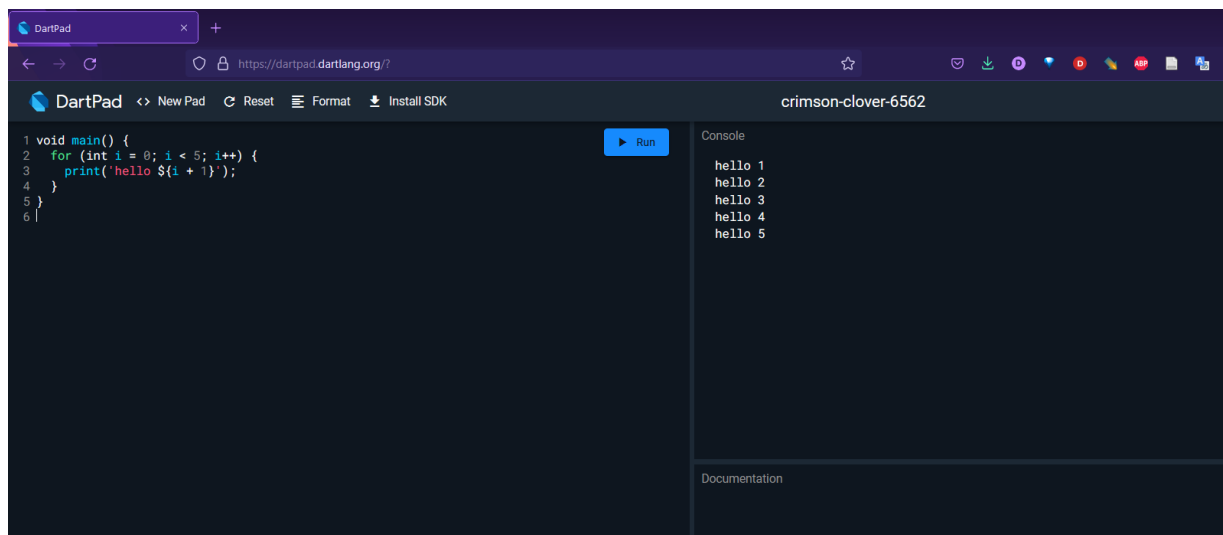 DartPad × +
https://dartpad.dartlang.org/?
DartPad <> New Pad Reset Format Install SDK crimson-clover-6562
1 void main() {
2   for (int i = 0; i < 5; i++) {
3     print('hello ${i + 1}');
4   }
5 }
6
Run
Console
hello 1
hello 2
hello 3
hello 4
hello 5
Documentation